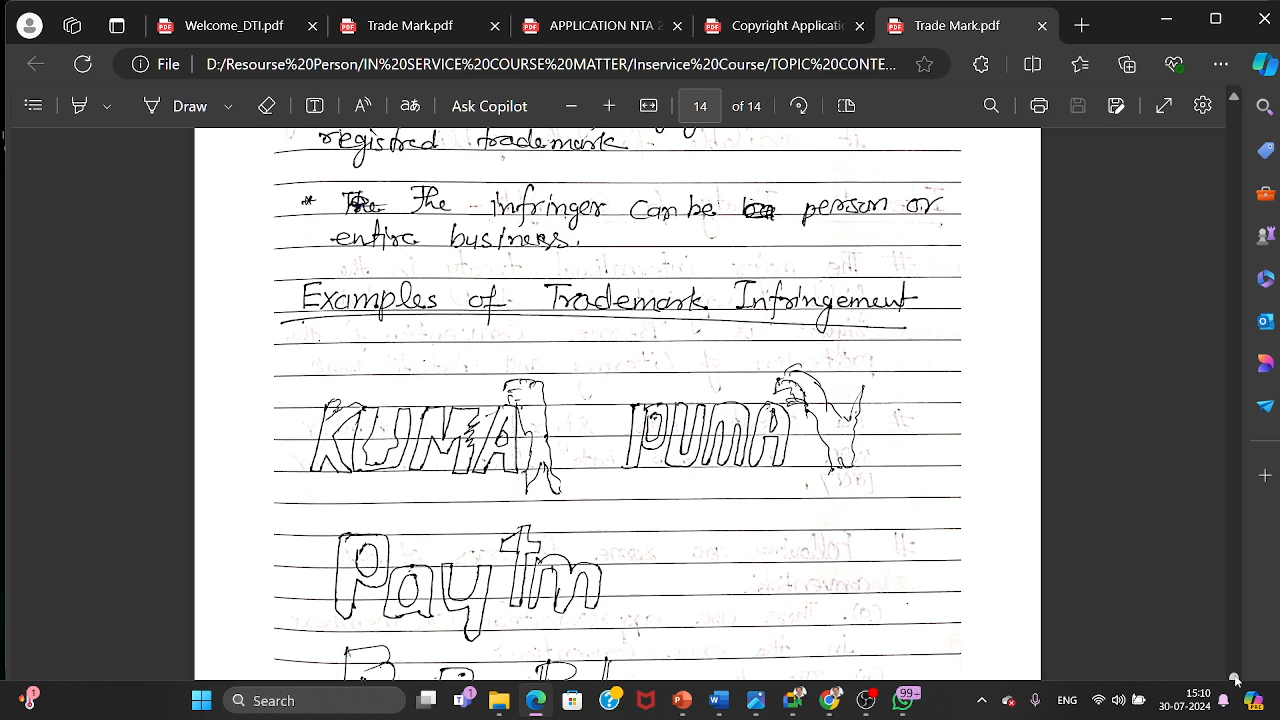 Welcome_DTI.pdf
Trade Mark.pdf
APPLICATION NTA 2
Copyright Applicatio
Trade Mark.pdf
File
D:/Resourse%20Person/IN%20SERVICE%20COURSE%20MATTER/Inservice%20Course/TOPIC%20CONTE...
Draw
Ask Copilot
14 of 14
registred trademark.
* The The infringer can be person or
entire business.
Examples of Trademark Infringement
KUMA PUMA
Paytm
Search
99+
ENG
15:10
30-07-2024